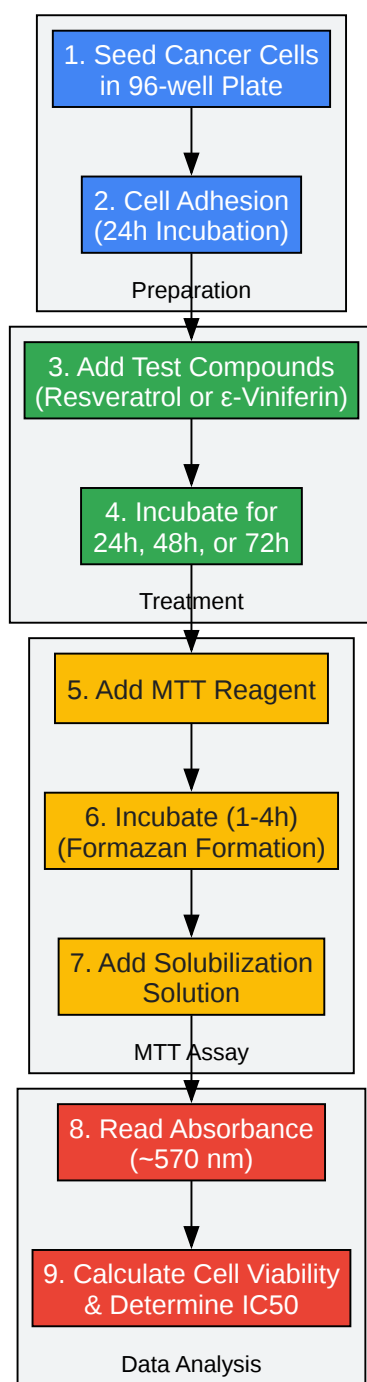 1. Seed Cancer Cells
in 96-well Plate
2. Cell Adhesion
(24h Incubation)
Preparation
3. Add Test Compounds
(Resveratrol or ε-Viniferin)
4. Incubate for
24h, 48h, or 72h
Treatment
5. Add MTT Reagent
6. Incubate (1-4h)
(Formazan Formation)
7. Add Solubilization
Solution
MTT Assay
8. Read Absorbance
(~570 nm)
9. Calculate Cell Viability
& Determine IC50
Data Analysis